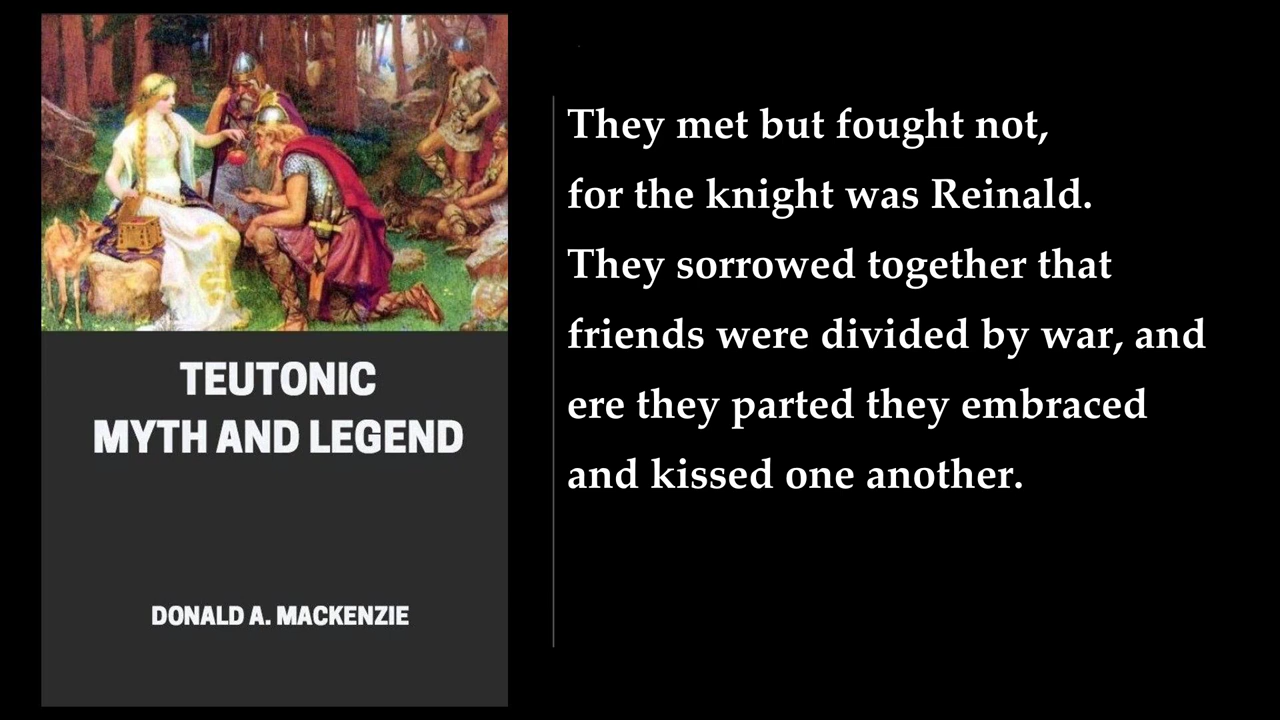 TEUTONIC
MYTH AND LEGEND
DONALD A. MACKENZIE
They met but fought not,
for the knight was Reinald.
They sorrowed together that
friends were divided by war, and
ere they parted they embraced
and kissed one another.